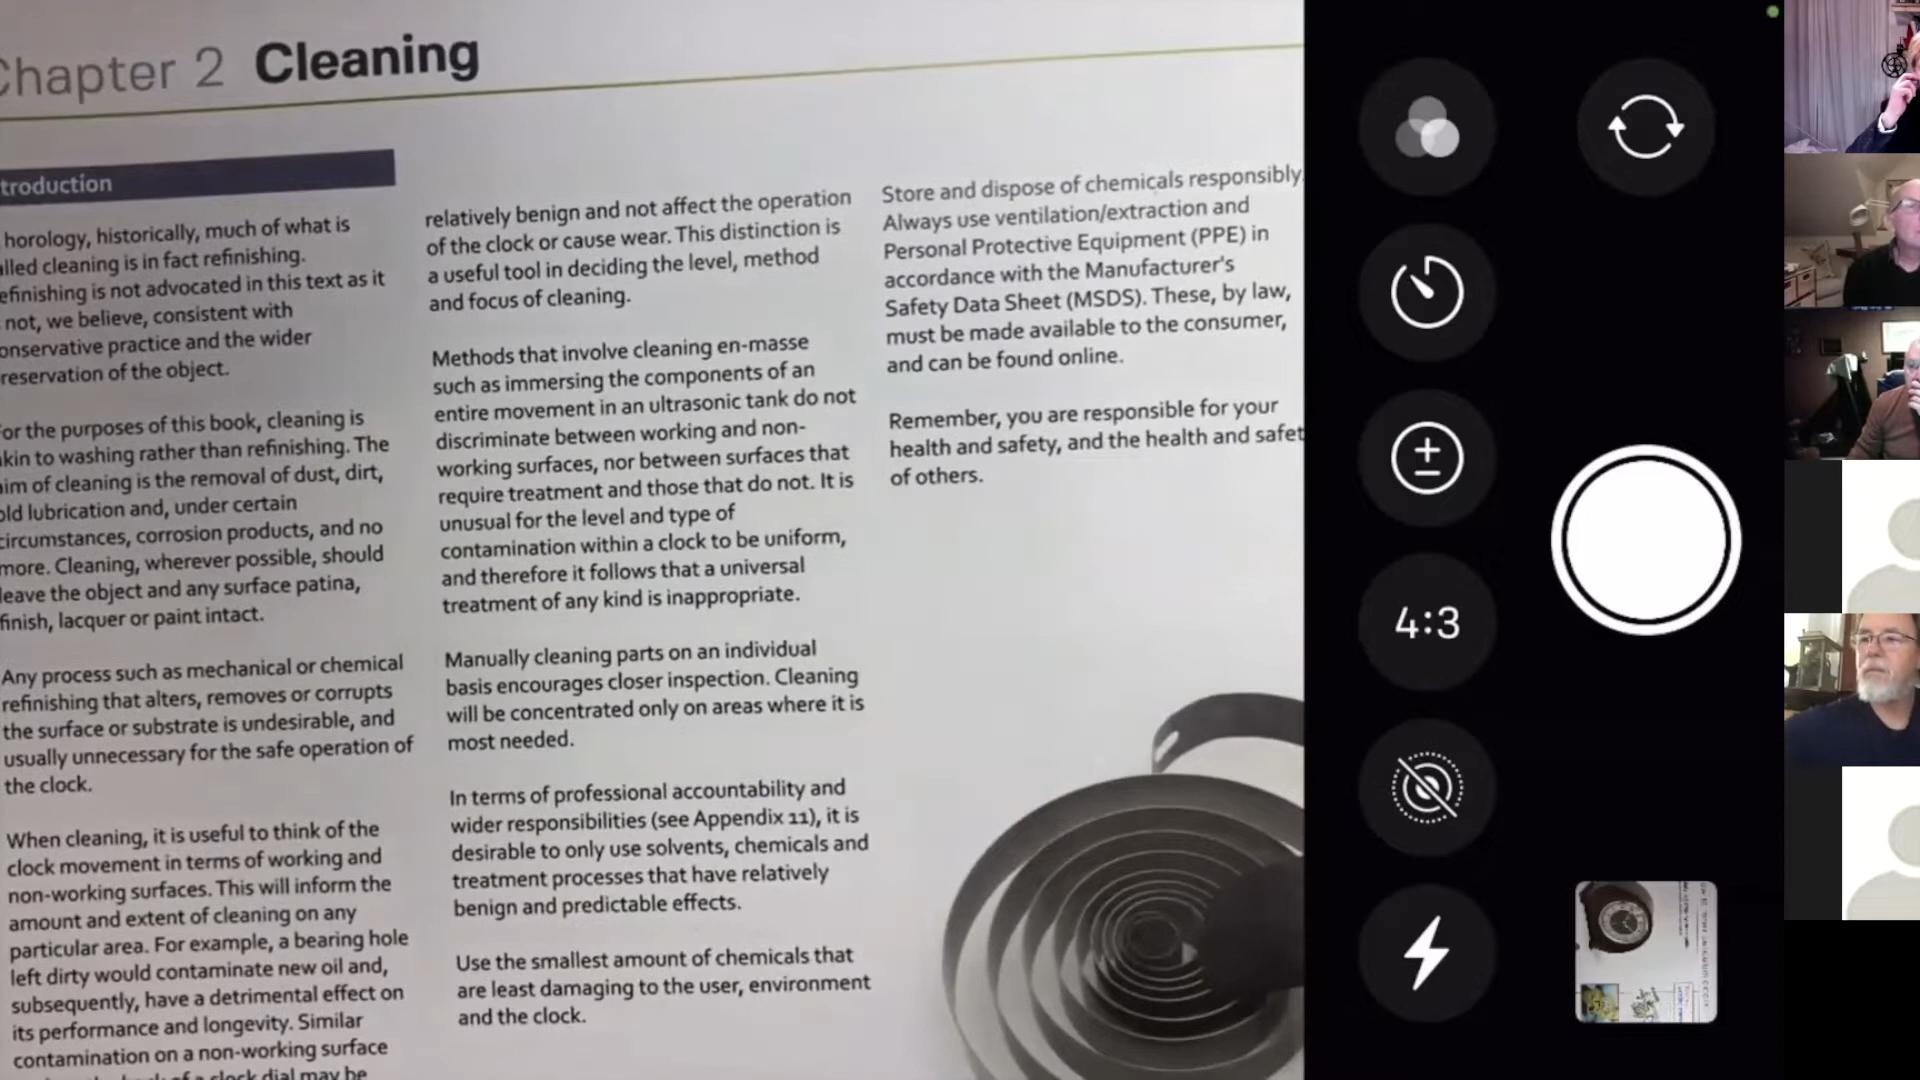 Chapter 2 Cleaning
horology, historically, much of what is
cleaning is in fact refinishing.
is not advocated in this text as it
not, we believe, consistent with
practice and the wider
of the object.
the purposes of this book, cleaning is
to washing rather than refinishing. The
of cleaning is the removal of dust, dirt,
old lubrication and, under certain
circumstances, corrosion products, and no
more. Cleaning, wherever possible, should
leave the object and any surface patina,
finish, lacquer or paint intact.
Any process such as mechanical or chemical
refinishing that alters, removes or corrupts
the surface or substrate is undesirable, and
usually unnecessary for the safe operation of
the clock.
When cleaning, it is useful to think of the
clock movement in terms of working and
non-working surfaces. This will inform the
amount and extent of cleaning on any
particular area. For example, a bearing hole
left dirty would contaminate new oil and,
subsequently, have a detrimental effect on
its performance and longevity. Similar
contamination on a non-working surface
clock dial may be
relatively benign and not affect the operation
of the clock or cause wear. This distinction is
a useful tool in deciding the level, method
and focus of cleaning.
Methods that involve cleaning en-masse
such as immersing the components of an
entire movement in an ultrasonic tank do not
discriminate between working and non-
working surfaces, nor between surfaces that
require treatment and those that do not. It is
unusual for the level and type of
contamination within a clock to be uniform,
and therefore it follows that a universal
treatment of any kind is inappropriate.
Manually cleaning parts on an individual
basis encourages closer inspection. Cleaning
will be concentrated only on areas where it is
most needed.
In terms of professional accountability and
wider responsibilities (see Appendix 11), it is
desirable to only use solvents, chemicals and
treatment processes that have relatively
benign and predictable effects.
Use the smallest amount of chemicals that
are least damaging to the user, environment
and the clock.
Store and dispose of chemicals responsibly.
Always use ventilation/extraction and
Personal Protective Equipment (PPE) in
accordance with the Manufacturer's
Safety Data Sheet (MSDS). These, by law,
must be made available to the consumer,
and can be found online.
Remember, you are responsible for your
health and safety, and the health and
of others.
4:3